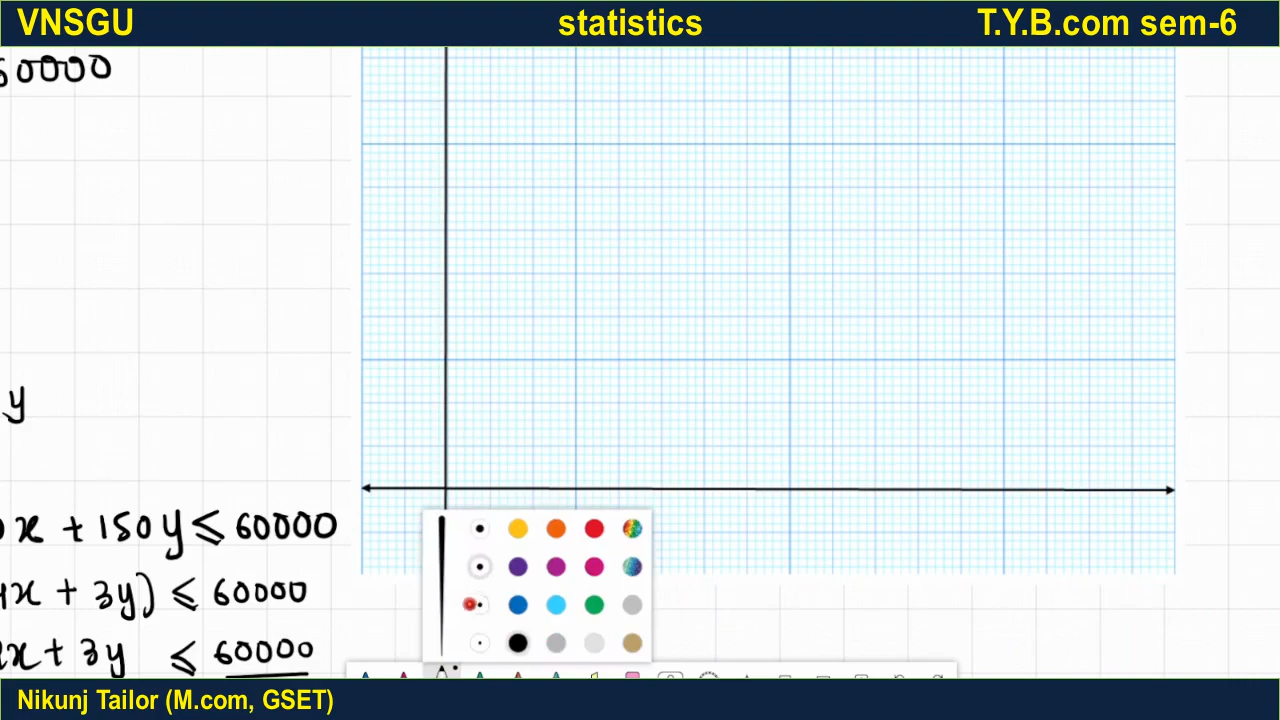 VNSGU statistics T.Y.B.com sem-6
60000
y
x + 150y ≤ 60000
x + 3y) ≤ 60000
x + 3y ≤ 60000
Nikunj Tailor (M.com, GSET)